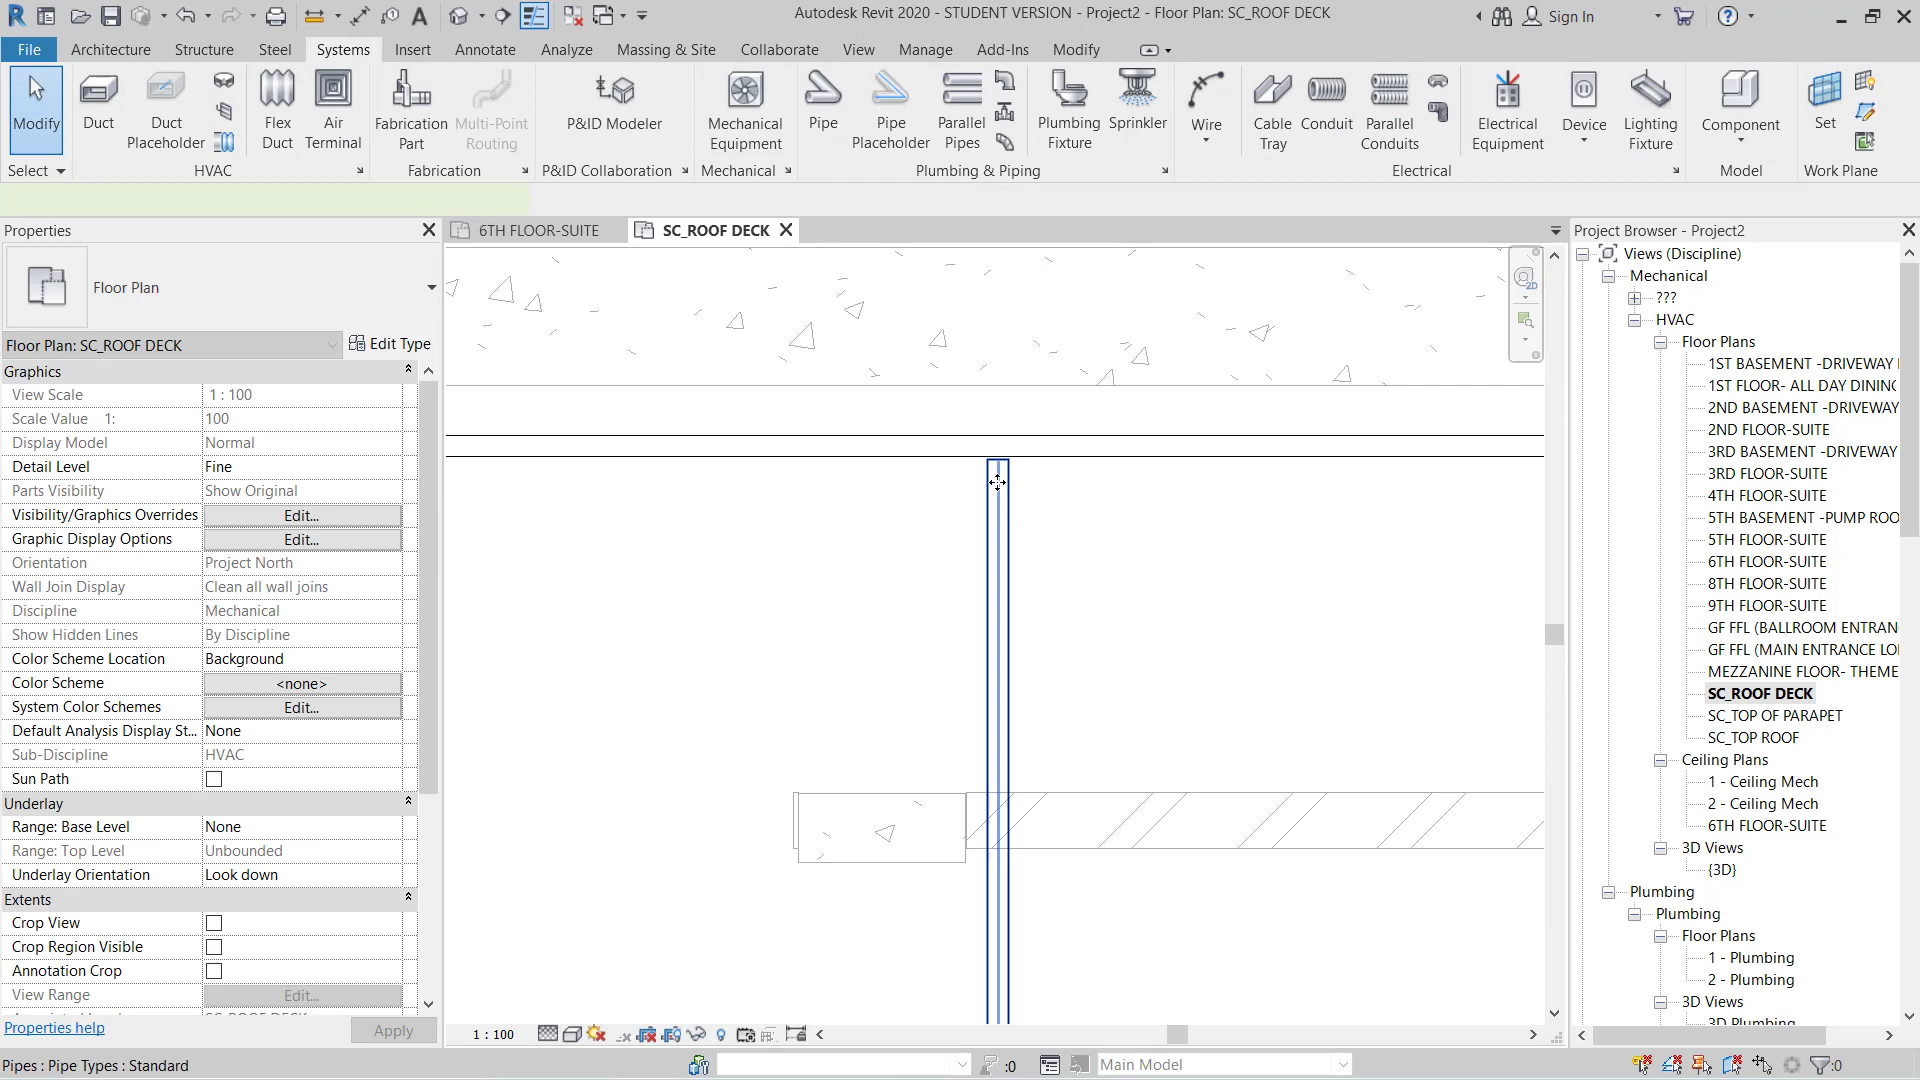 Autodesk Revit 2020 - STUDENT VERSION - Project2 - Floor Plan: SC_ROOF DECK
Sign In
File Architecture Structure Steel Systems Insert Annotate Analyze Massing & Site Collaborate View Manage Add-Ins Modify
Modify
Duct
Duct Placeholder
Flex Duct
Air Terminal
Fabrication Part
Multi-Point Routing
P&ID Modeler
Mechanical Equipment
Pipe
Pipe Placeholder
Parallel Pipes
Plumbing Fixture
Sprinkler
Wire
Cable Tray
Conduit
Parallel Conduits
Electrical Equipment
Device
Lighting Fixture
Component
Set
Select HVAC Fabrication P&ID Collaboration Mechanical Plumbing & Piping Electrical Model Work Plane
Properties
Floor Plan
Floor Plan: SC_ROOF DECK Edit Type
Graphics
View Scale 1 : 100
Scale Value 1: 100
Display Model Normal
Detail Level Fine
Parts Visibility Show Original
Visibility/Graphics Overrides Edit...
Graphic Display Options Edit...
Orientation Project North
Wall Join Display Clean all wall joins
Discipline Mechanical
Show Hidden Lines By Discipline
Color Scheme Location Background
Color Scheme <none>
System Color Schemes Edit...
Default Analysis Display St... None
Sub-Discipline HVAC
Sun Path
Underlay
Range: Base Level None
Range: Top Level Unbounded
Underlay Orientation Look down
Extents
Crop View
Crop Region Visible
Annotation Crop
View Range Edit...
Properties help Apply
6TH FLOOR-SUITE SC_ROOF DECK
2D
1 : 100
Project Browser - Project2
Views (Discipline)
Mechanical
???
HVAC
Floor Plans
1ST BASEMENT -DRIVEWAY
1ST FLOOR- ALL DAY DINING
2ND BASEMENT -DRIVEWAY
2ND FLOOR-SUITE
3RD BASEMENT -DRIVEWAY
3RD FLOOR-SUITE
4TH FLOOR-SUITE
5TH BASEMENT -PUMP ROO
5TH FLOOR-SUITE
6TH FLOOR-SUITE
8TH FLOOR-SUITE
9TH FLOOR-SUITE
GF FFL (BALLROOM ENTRAN
GF FFL (MAIN ENTRANCE LO
MEZZANINE FLOOR- THEME
SC_ROOF DECK
SC_TOP OF PARAPET
SC_TOP ROOF
Ceiling Plans
1 - Ceiling Mech
2 - Ceiling Mech
6TH FLOOR-SUITE
3D Views
{3D}
Plumbing
Plumbing
Floor Plans
1 - Plumbing
2 - Plumbing
3D Views
3D Plumbing
Pipes : Pipe Types : Standard :0 Main Model :0